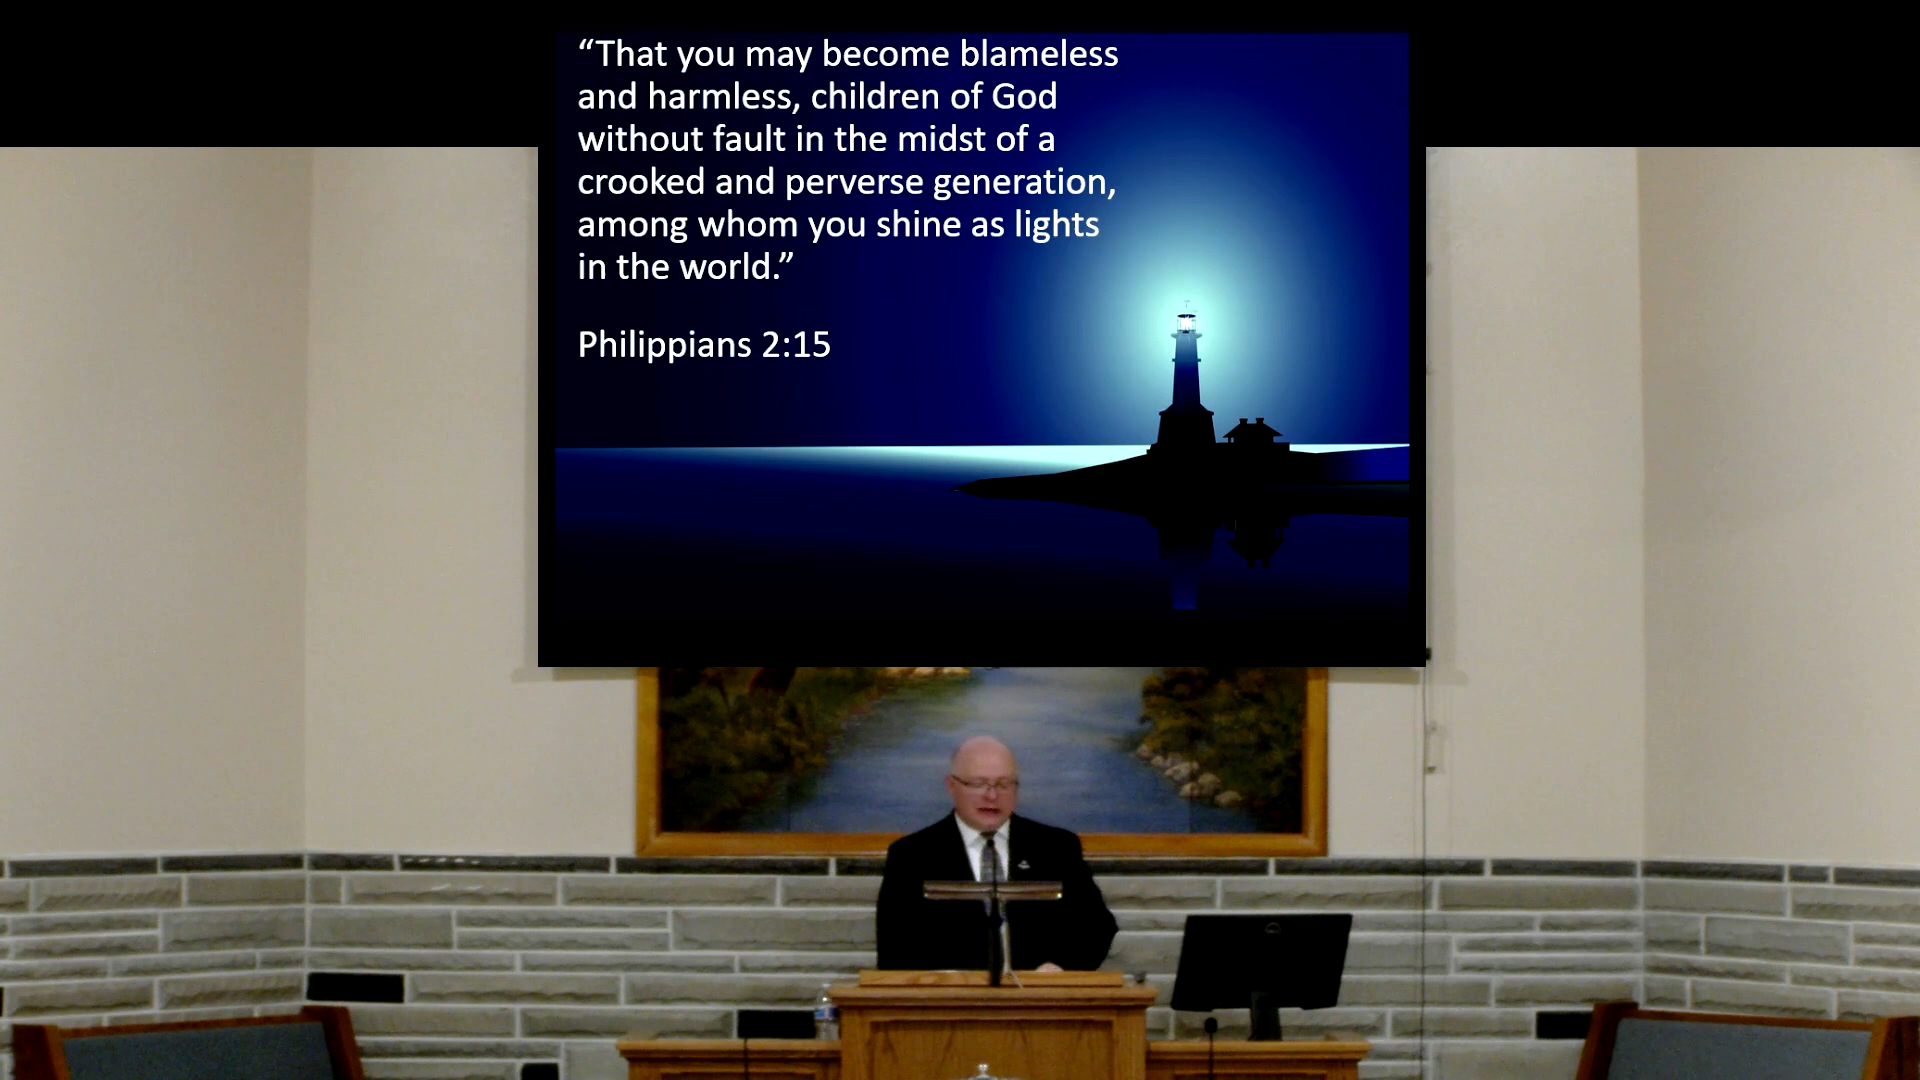 “That you may become blameless
and harmless, children of God
without fault in the midst of a
crooked and perverse generation,
among whom you shine as lights
in the world.”
Philippians 2:15